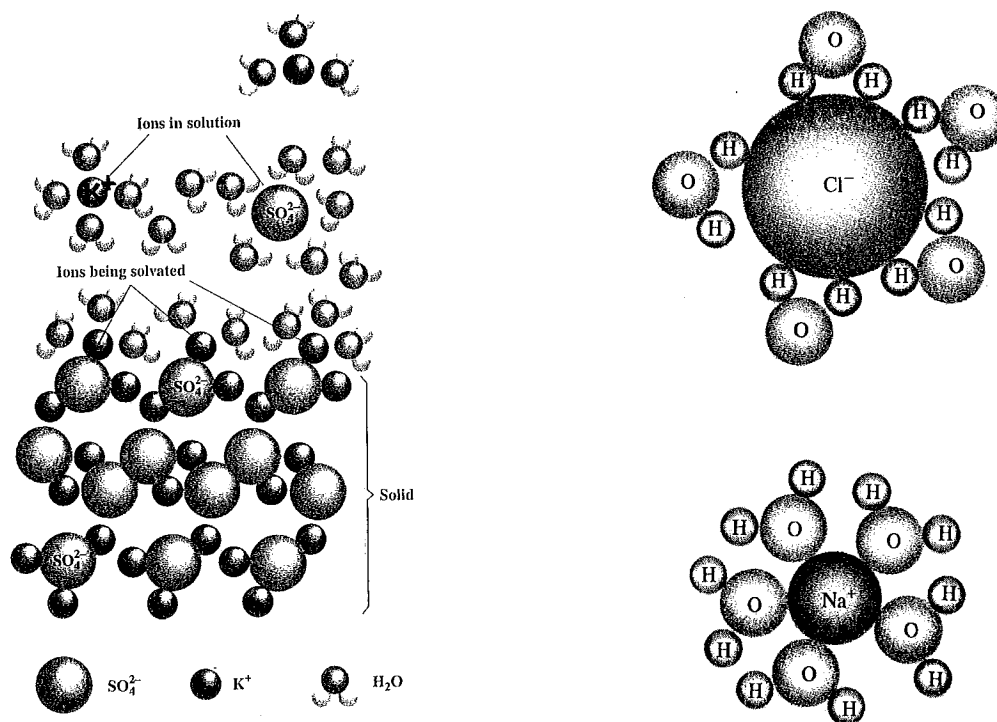 Ions in solution
K+
SO₄²⁻
Ions being solvated
SO₄²⁻
Solid
SO₄²⁻
SO₄²⁻
K⁺
H₂O
O
H H
H O
H
O H Cl⁻
H
H
H O
H H
O
H H
H O O H
H O Na⁺ O H
H O H
H H